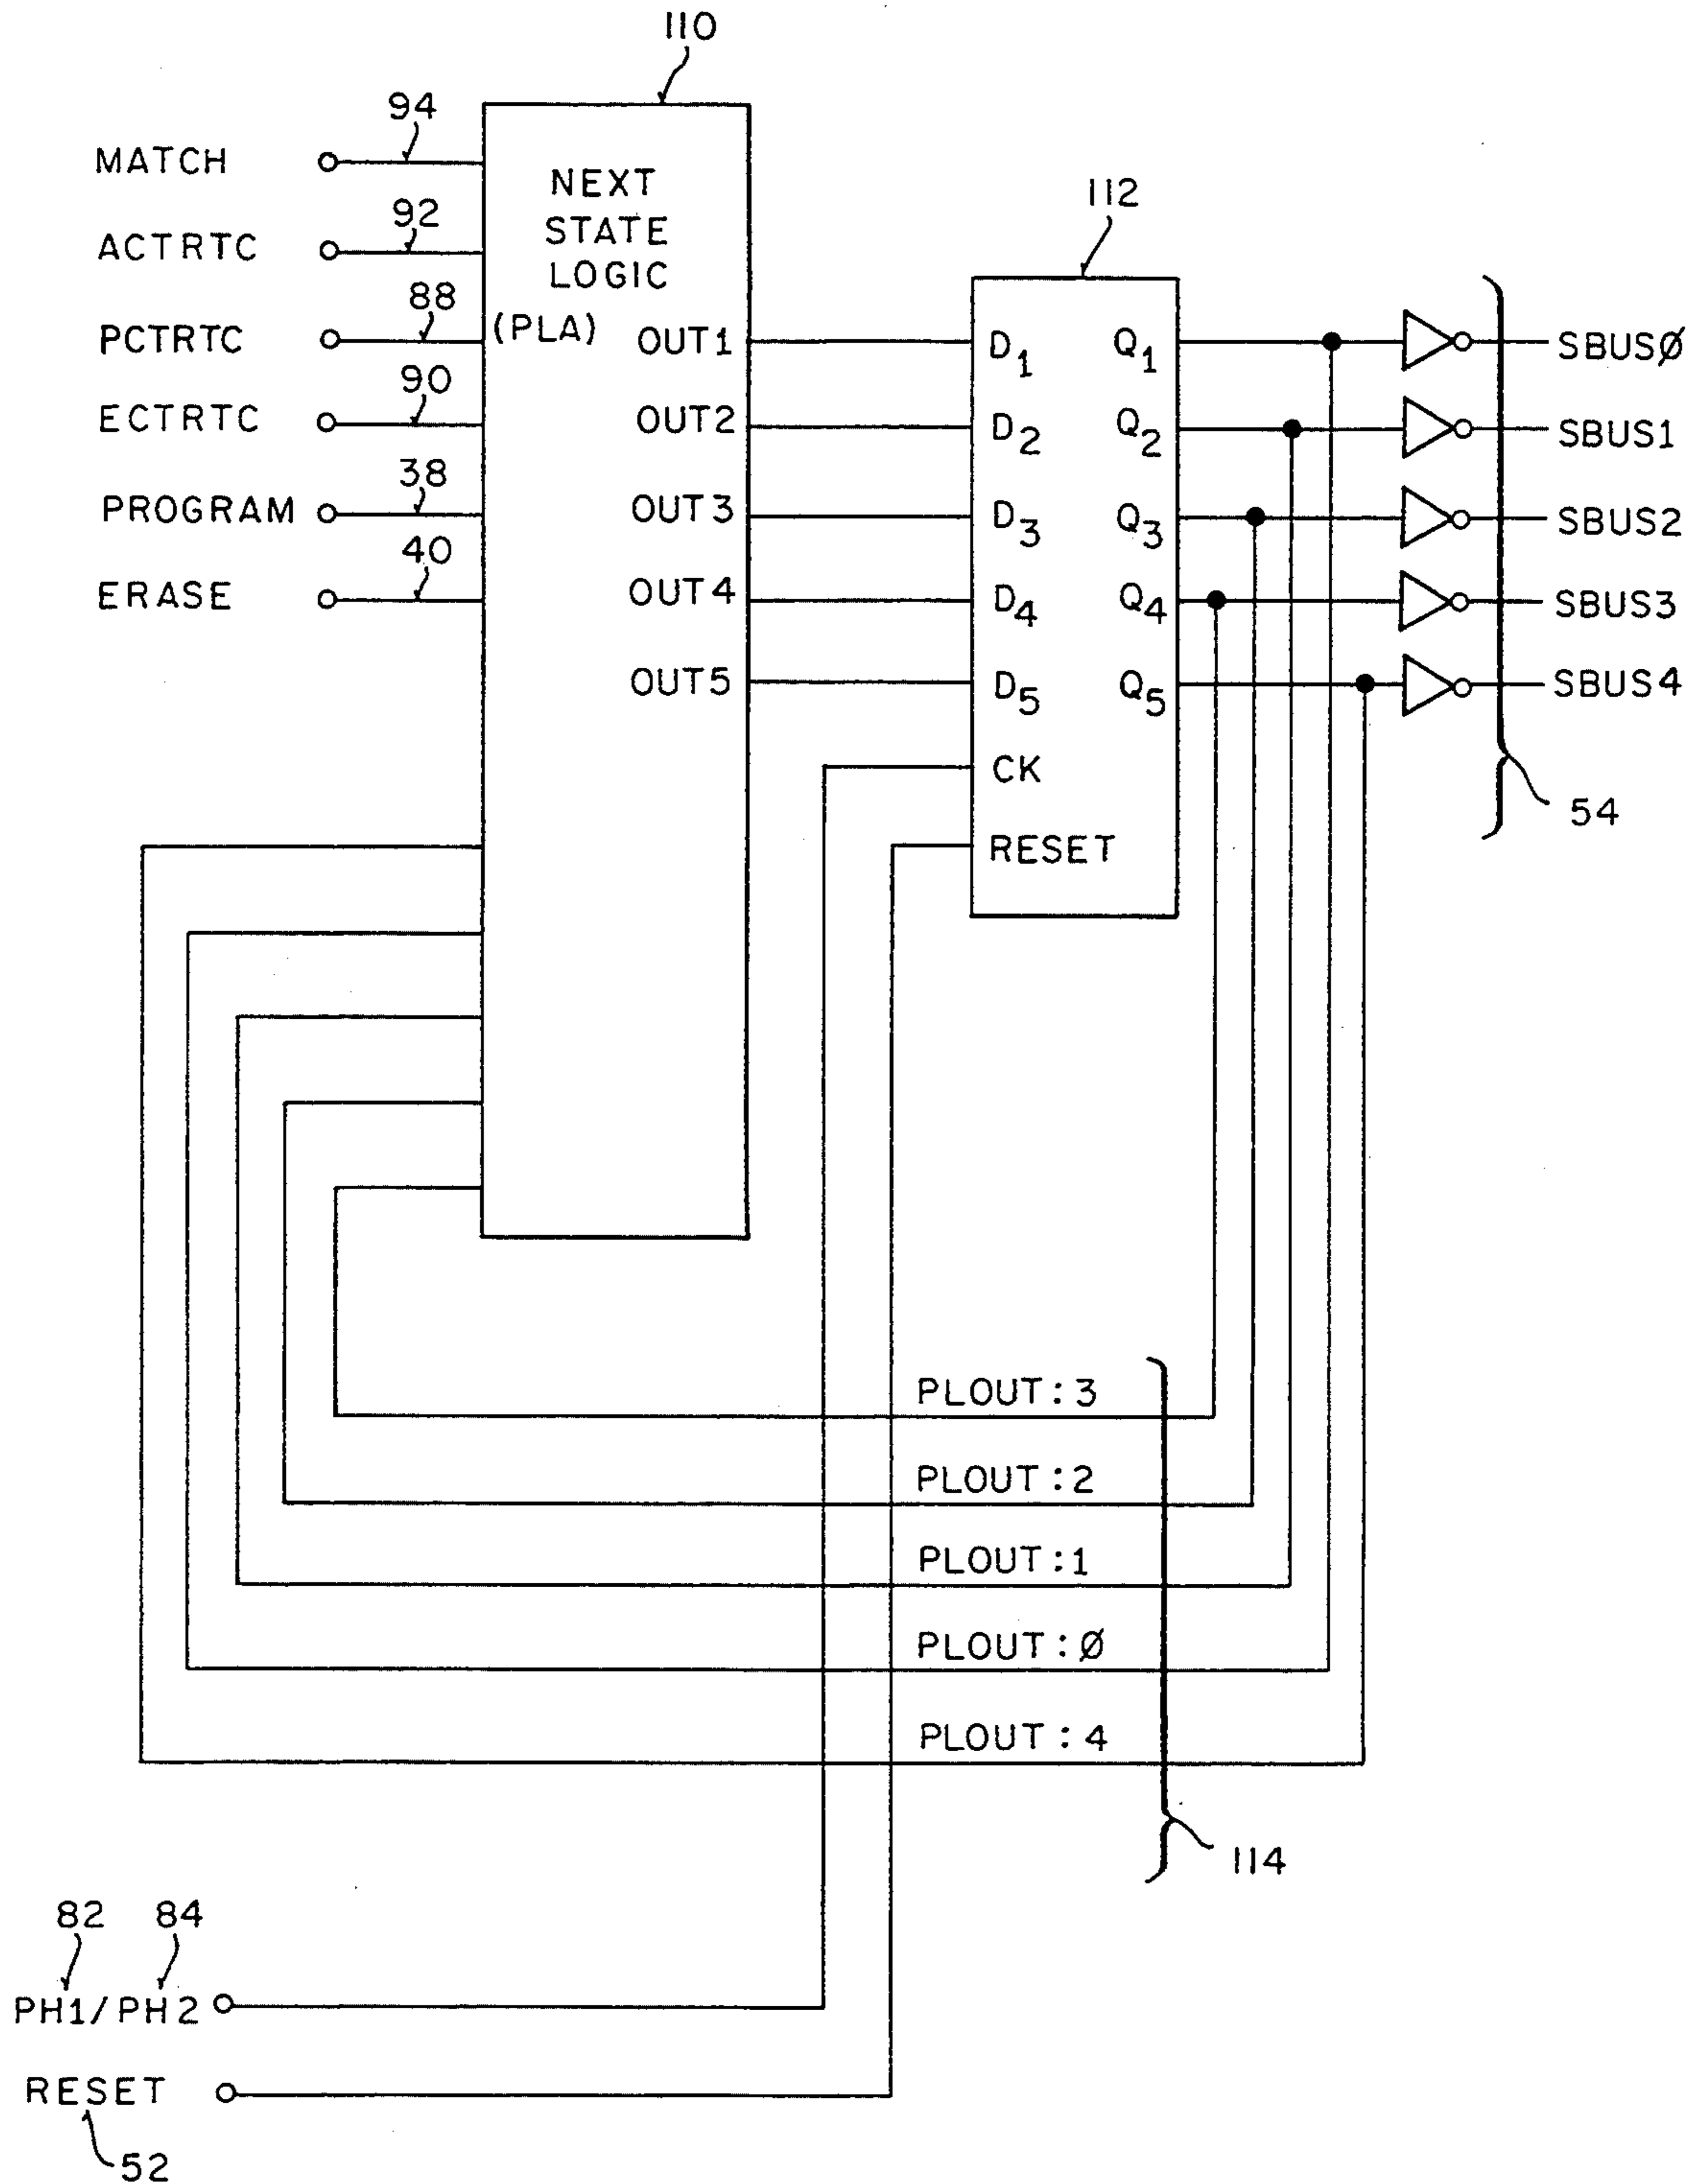 110
94
MATCH
NEXT
STATE
LOGIC
(PLA)
92
ACTRTC
88
PCTRTC
90
ECTRTC
38
PROGRAM
40
ERASE
OUT1
OUT2
OUT3
OUT4
OUT5
112
D1 Q1
D2 Q2
D3 Q3
D4 Q4
D5 Q5
CK
RESET
SBUSØ
SBUS1
SBUS2
SBUS3
SBUS4
54
PLOUT:3
PLOUT:2
PLOUT:1
PLOUT:Ø
PLOUT:4
114
82 84
PH1/PH2
RESET
52